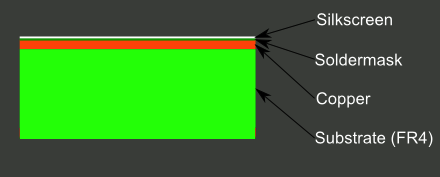 Silkscreen
Soldermask
Copper
Substrate (FR4)